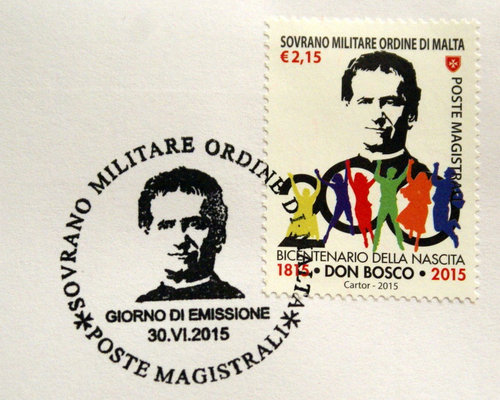 SOVRANO MILITARE ORDINE DI MALTA
€ 2,15
POSTE MAGISTRALI
200
BICENTENARIO DELLA NASCITA
1815 • DON BOSCO • 2015
Cartor - 2015
SOVRANO MILITARE ORDINE DI MALTA
GIORNO DI EMISSIONE
30.VI.2015
*POSTE MAGISTRALI*